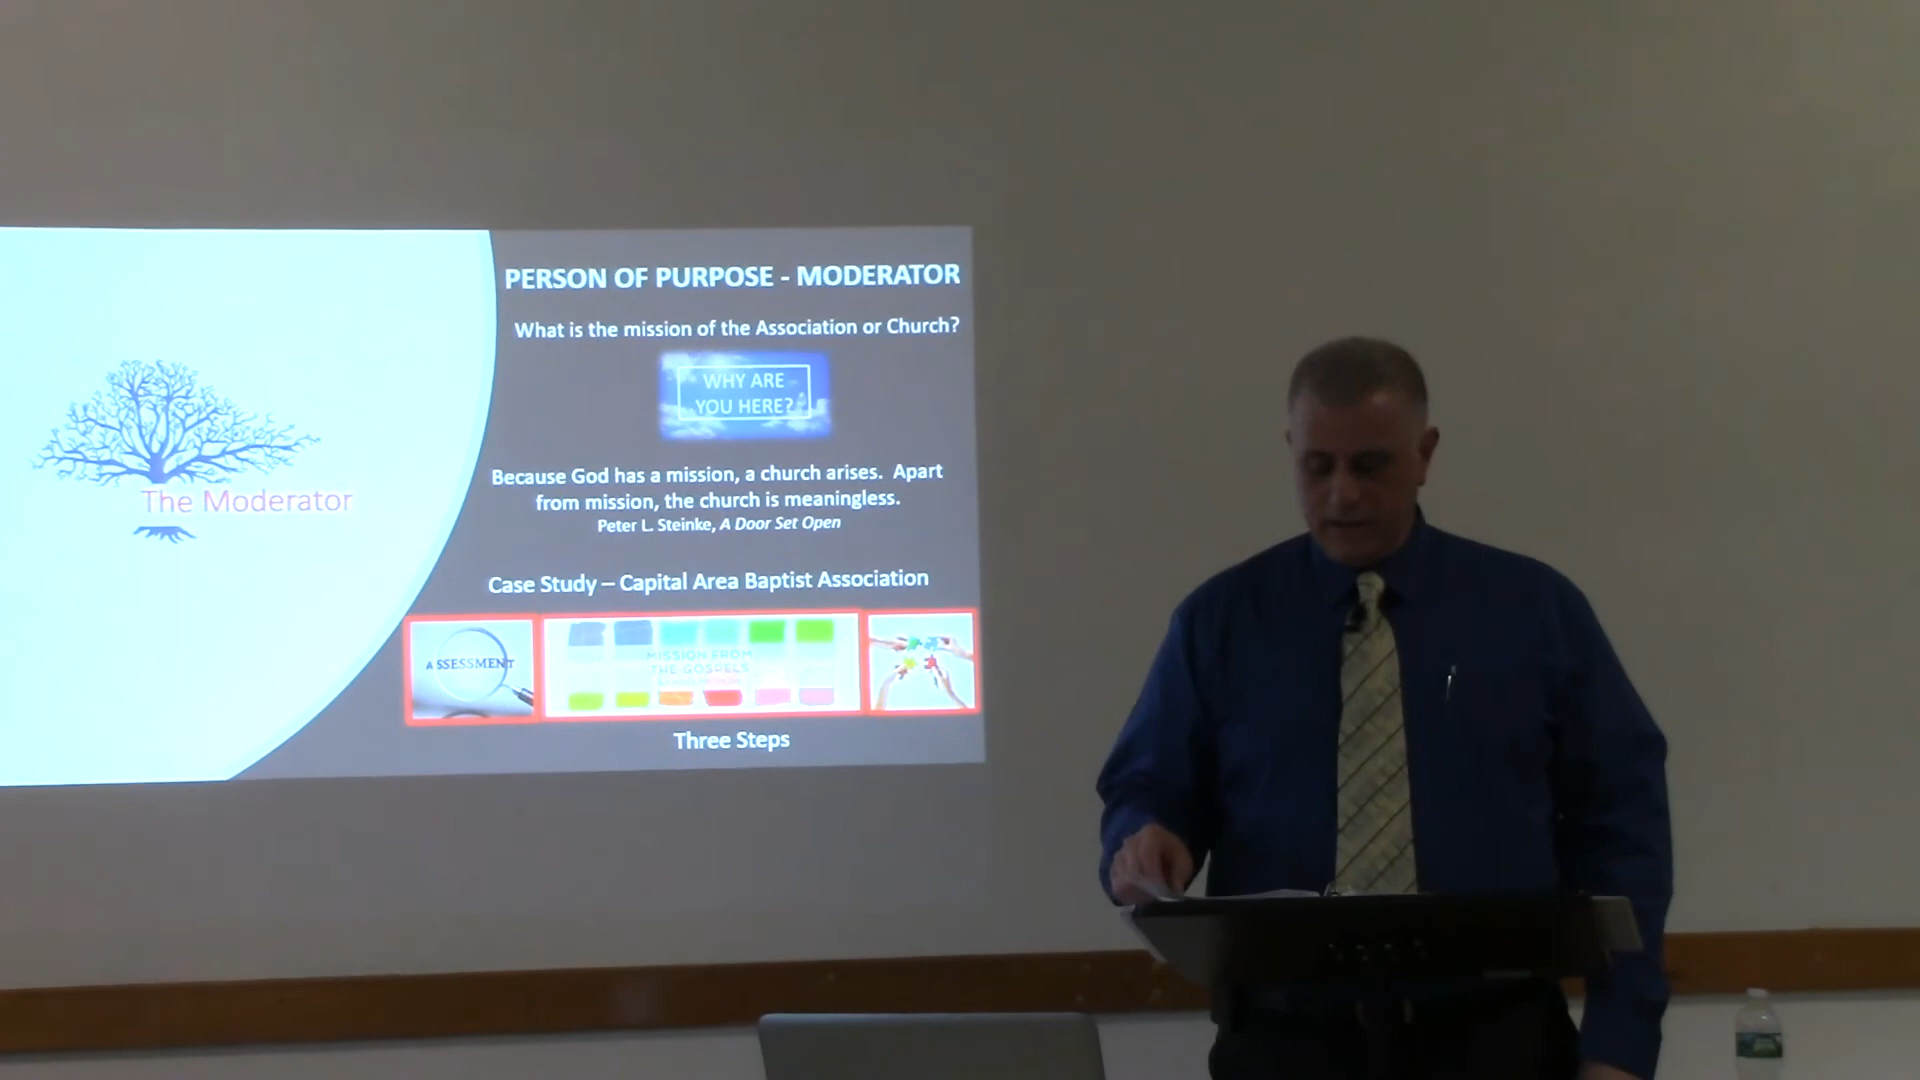 The Moderator
PERSON OF PURPOSE - MODERATOR
What is the mission of the Association or Church?
WHY ARE
YOU HERE?
Because God has a mission, a church arises. Apart
from mission, the church is meaningless.
Peter L. Steinke, A Door Set Open
Case Study – Capital Area Baptist Association
ASSESSMENT
MISSION FROM
THE GOSPELS
Three Steps